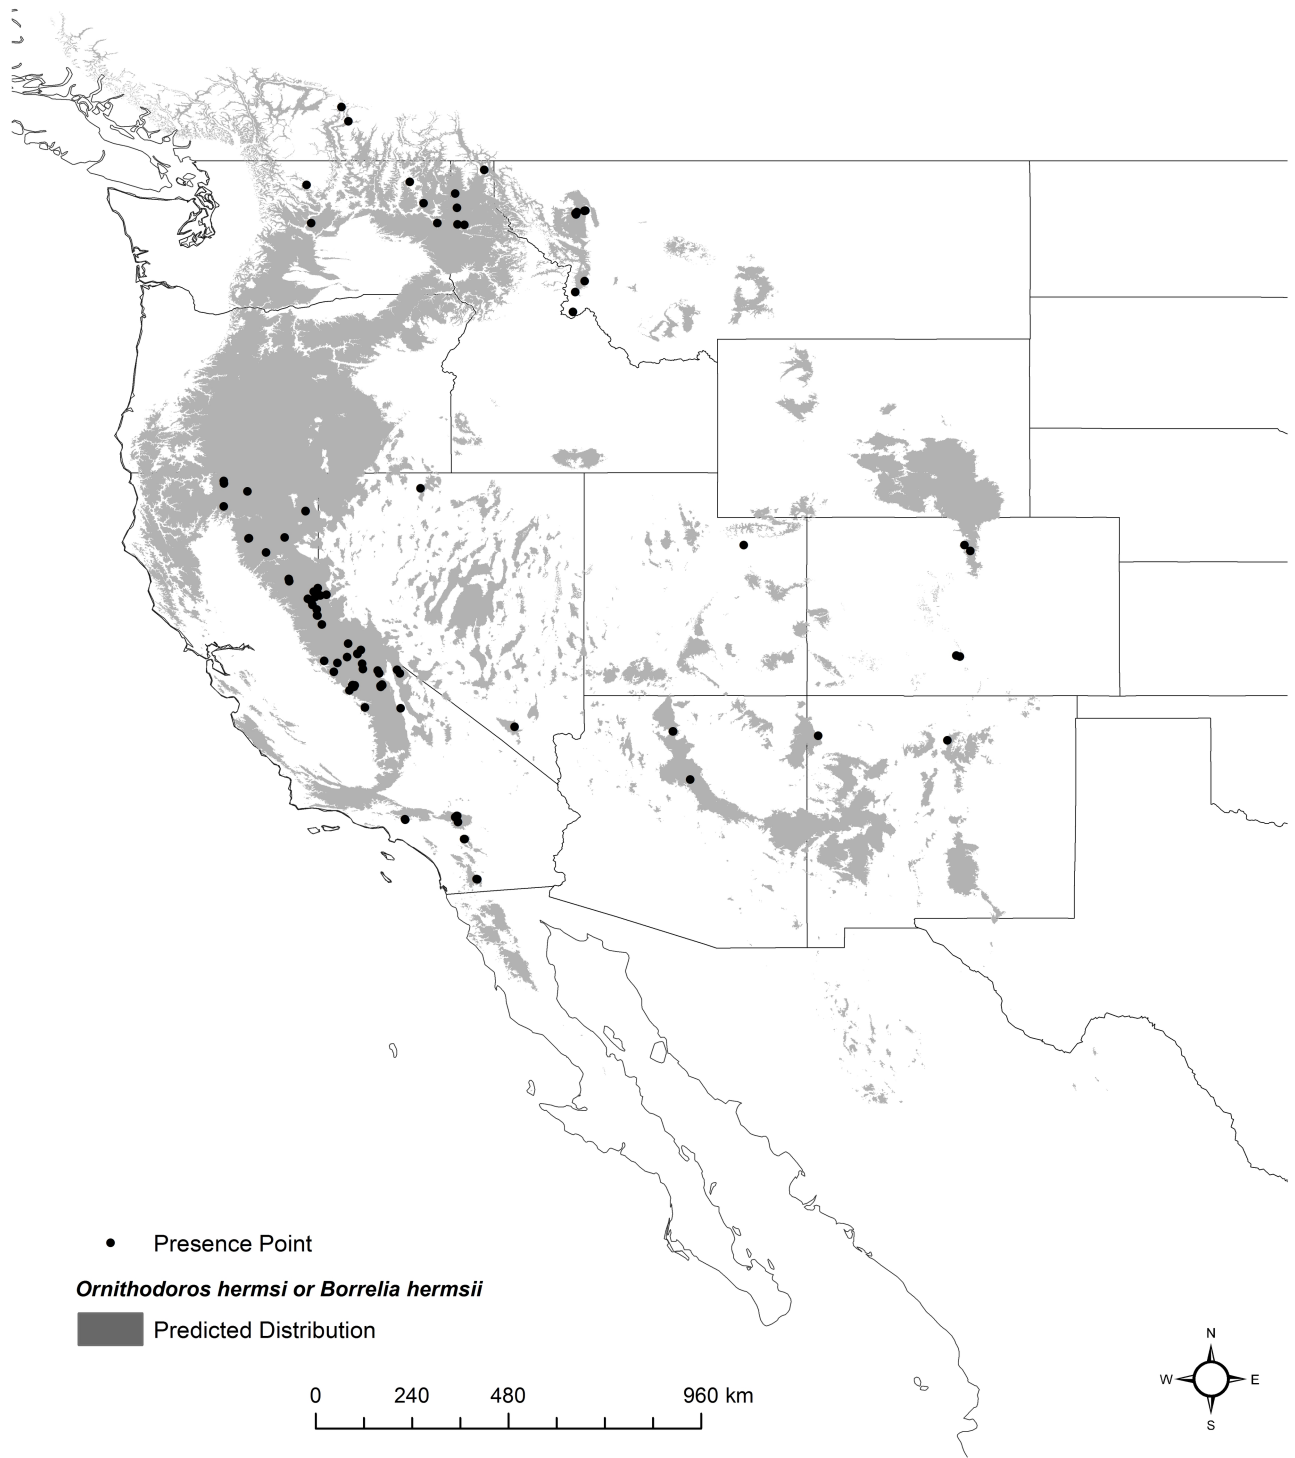 Presence Point
Ornithodoros hermsi or Borrelia hermsii
Predicted Distribution
0 240 480 960 km
N
W E
S